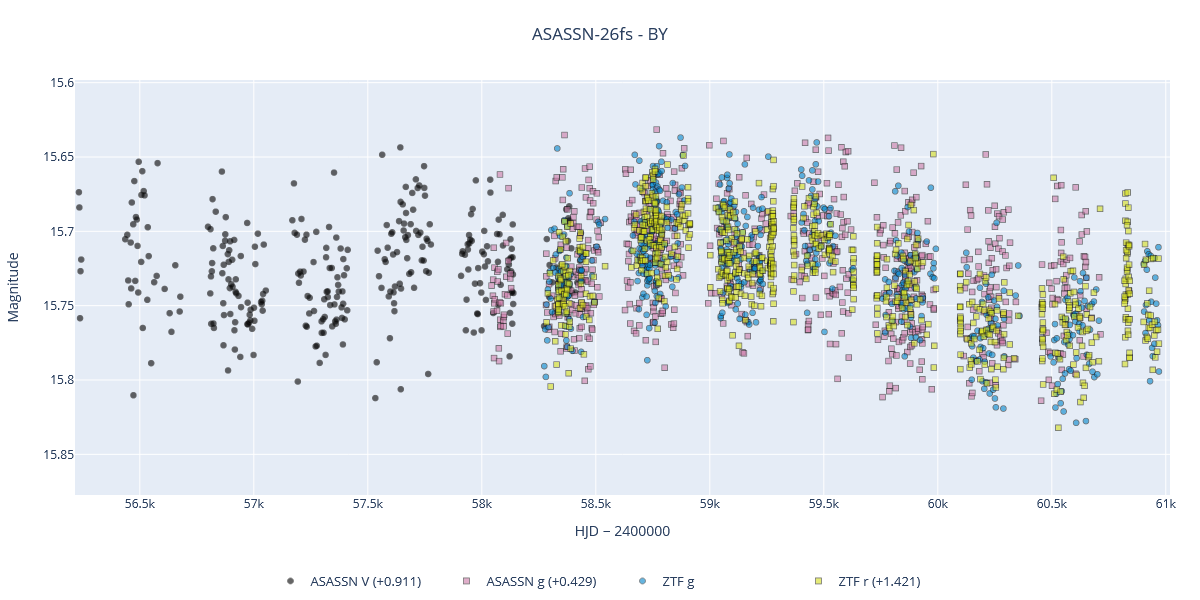 ASASSN-26fs - BY
15.6
15.65
15.7
15.75
15.8
15.85
Magnitude
56.5k 57k 57.5k 58k 58.5k 59k 59.5k 60k 60.5k 61k
HJD − 2400000
ASASSN V (+0.911) ASASSN g (+0.429) ZTF g ZTF r (+1.421)